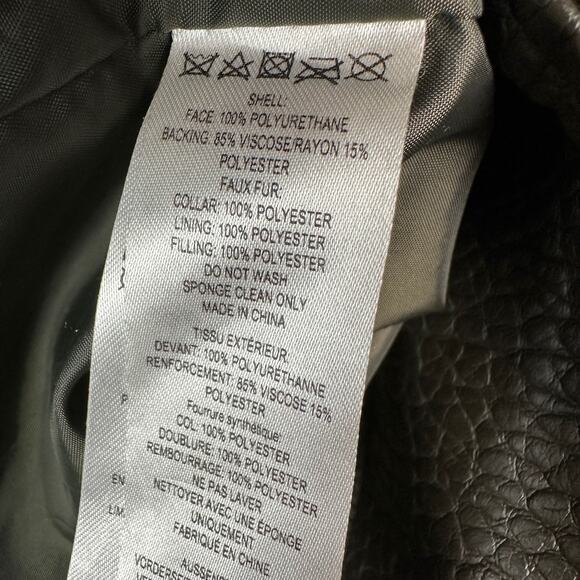 SHELL:
FACE: 100% POLYURETHANE
BACKING: 85% VISCOSE/RAYON 15%
POLYESTER
FAUX FUR:
COLLAR: 100% POLYESTER
LINING: 100% POLYESTER
FILLING: 100% POLYESTER
DO NOT WASH
SPONGE CLEAN ONLY
MADE IN CHINA
TISSU EXTÉRIEUR
DEVANT: 100% POLYURÉTHANNE
RENFORCEMENT: 85% VISCOSE 15%
POLYESTER
Fourrure synthétique:
COL: 100% POLYESTER
DOUBLURE: 100% POLYESTER
REMBOURRAGE: 100% POLYESTER
NE PAS LAVER
NETTOYER AVEC UNE ÉPONGE
UNIQUEMENT
FABRIQUÉ EN CHINE